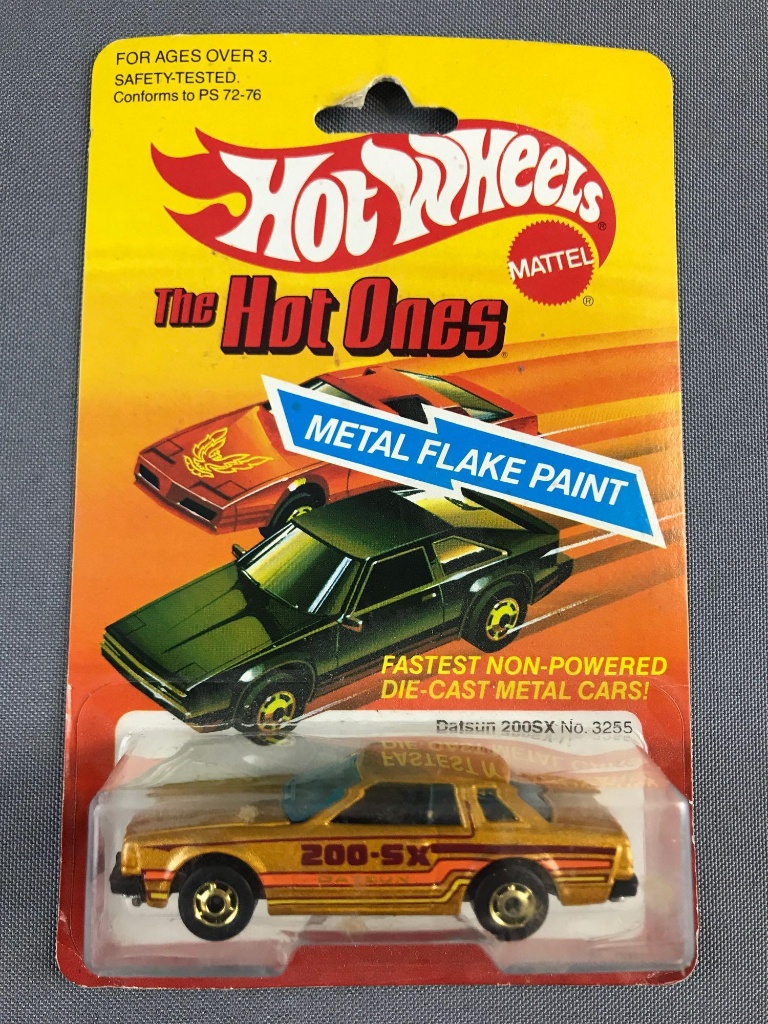 FOR AGES OVER 3.
SAFETY-TESTED.
Conforms to PS 72-76
HOT WHEELS®
MATTEL
®
The Hot Ones
METAL FLAKE PAINT
FASTEST NON-POWERED
DIE-CAST METAL CARS!
Datsun 200SX No. 3255
200-SX
DATSUN